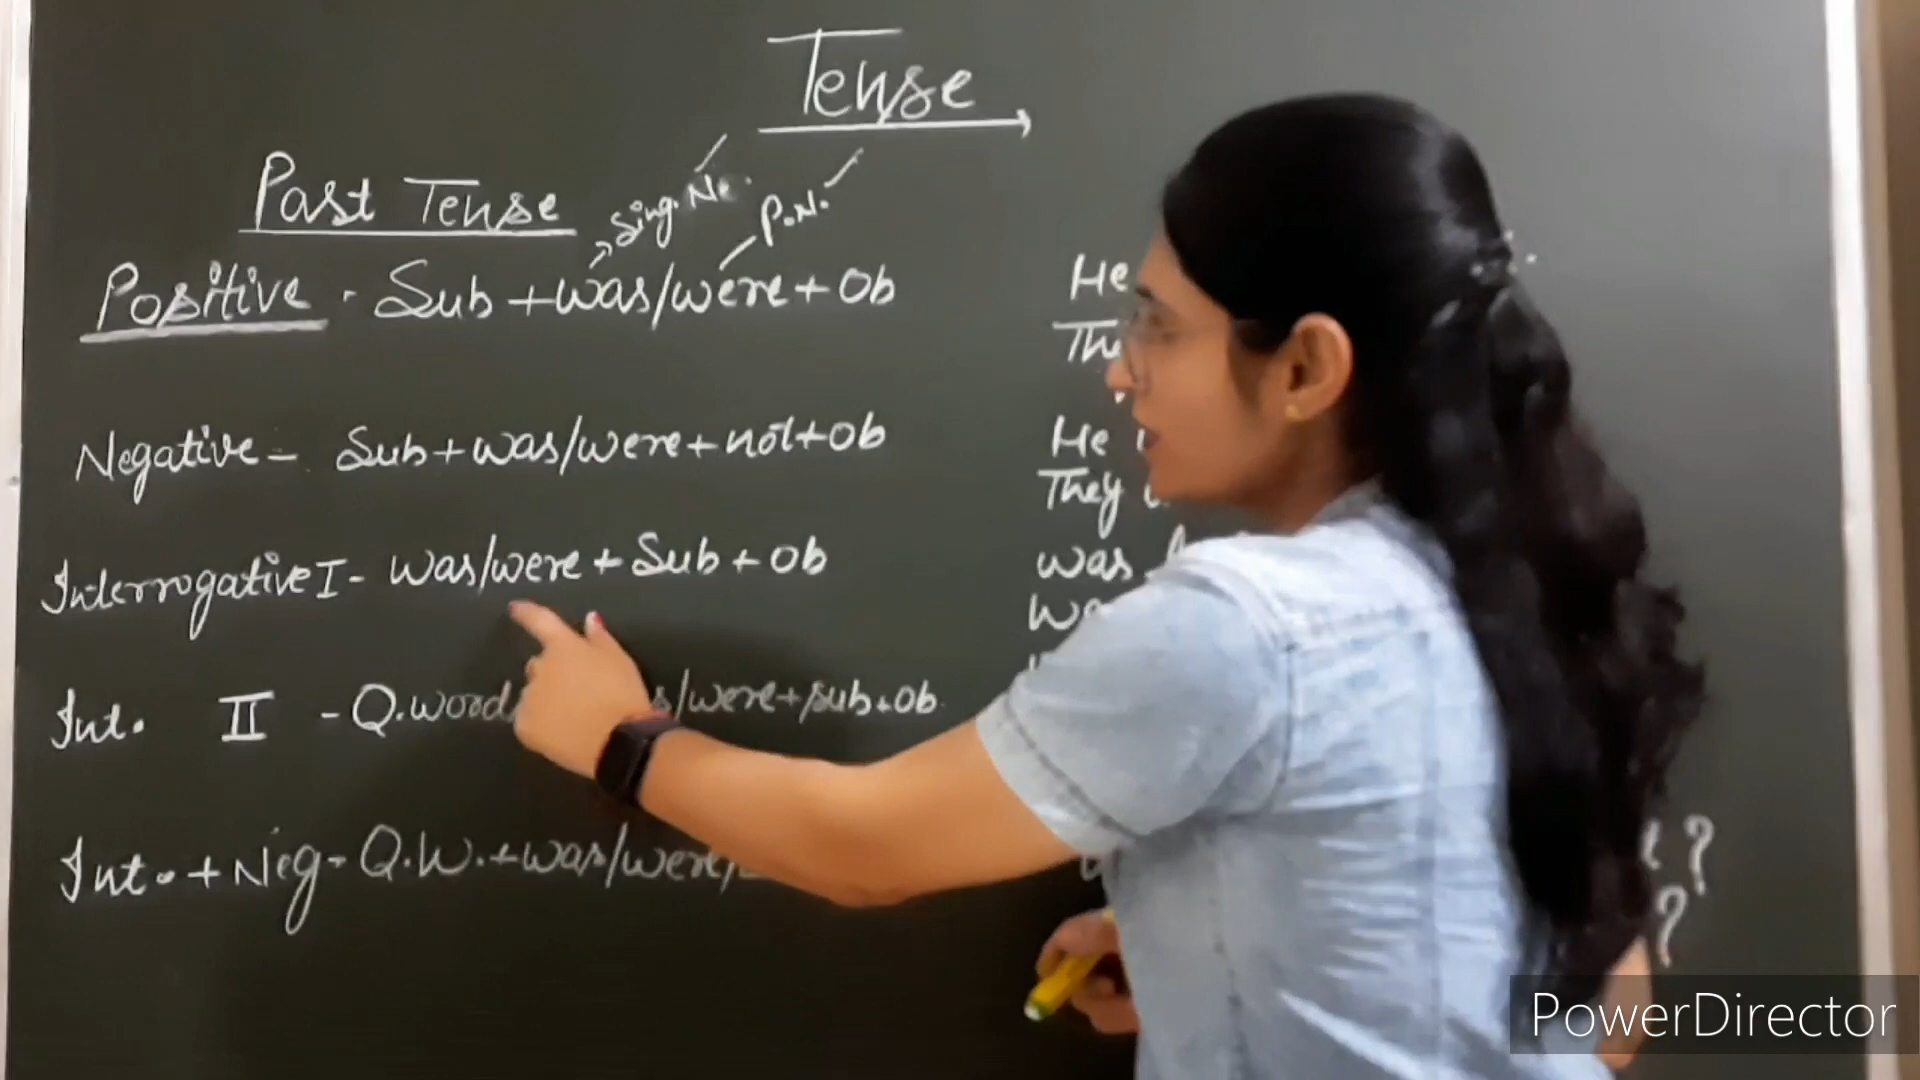 Tense
Past Tense
Sing. No.
P.N.
Positive - Sub + was/were + Ob
He
The
Negative - Sub + was/were + not + Ob
He
They
Interrogative I - was/were + Sub + Ob
was
Int. II - Q.word s/were + sub + Ob.
Int. + Neg - Q.W. + was/were/
?
?
PowerDirector